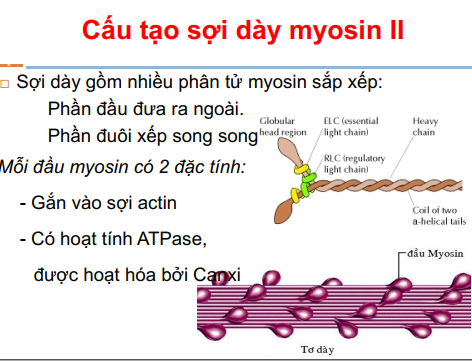 Cấu tạo sợi dày myosin II
Sợi dày gồm nhiều phân tử myosin sắp xếp:
Phần đầu đưa ra ngoài.
Phần đuôi xếp song song
Mỗi đầu myosin có 2 đặc tính:
- Gắn vào sợi actin
- Có hoạt tính ATPase,
được hoạt hóa bởi Canxi
Globular
head region
ELC (essential
light chain)
Heavy
chain
RLC (regulatory
light chain)
Coil of two
a-helical tails
đầu Myosin
Tơ dày